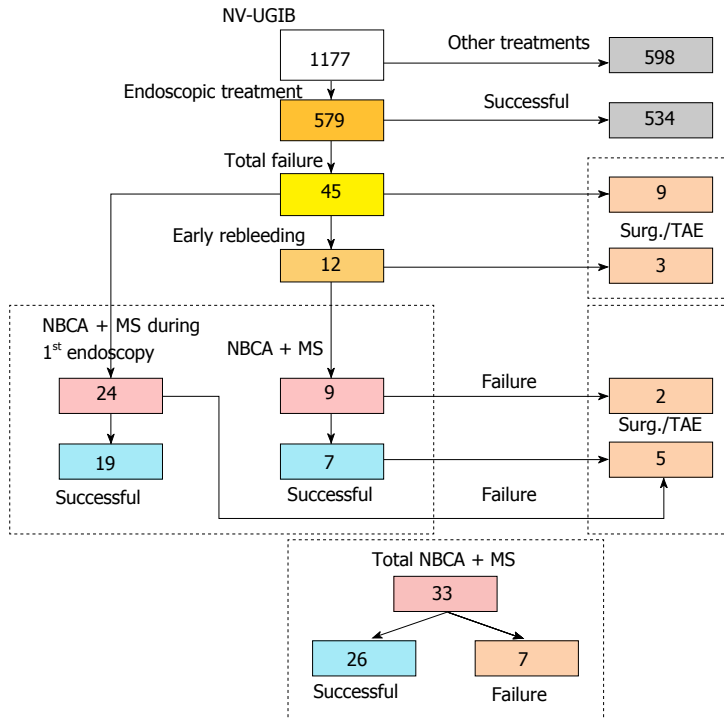 NV-UGIB
1177
Other treatments
598
Endoscopic treatment
579
Successful
534
Total failure
45
9
Surg./TAE
Early rebleeding
12
3
NBCA + MS during
1st endoscopy
NBCA + MS
24
9
Failure
2
Surg./TAE
19
7
5
Successful
Successful
Failure
Total NBCA + MS
33
26
7
Successful
Failure